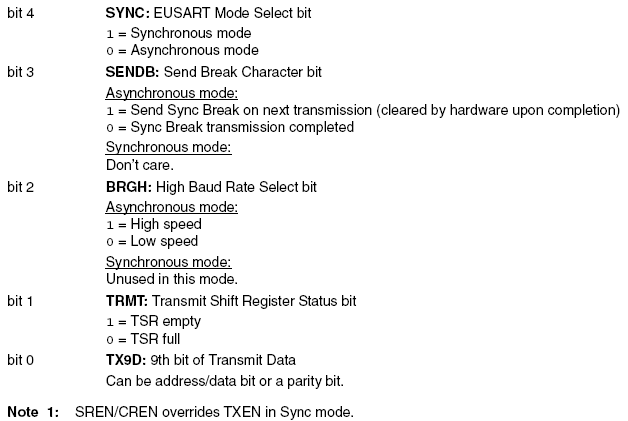 bit 4 SYNC: EUSART Mode Select bit
1 = Synchronous mode
0 = Asynchronous mode
bit 3 SENDB: Send Break Character bit
Asynchronous mode:
1 = Send Sync Break on next transmission (cleared by hardware upon completion)
0 = Sync Break transmission completed
Synchronous mode:
Don't care.
bit 2 BRGH: High Baud Rate Select bit
Asynchronous mode:
1 = High speed
0 = Low speed
Synchronous mode:
Unused in this mode.
bit 1 TRMT: Transmit Shift Register Status bit
1 = TSR empty
0 = TSR full
bit 0 TX9D: 9th bit of Transmit Data
Can be address/data bit or a parity bit.
Note 1: SREN/CREN overrides TXEN in Sync mode.